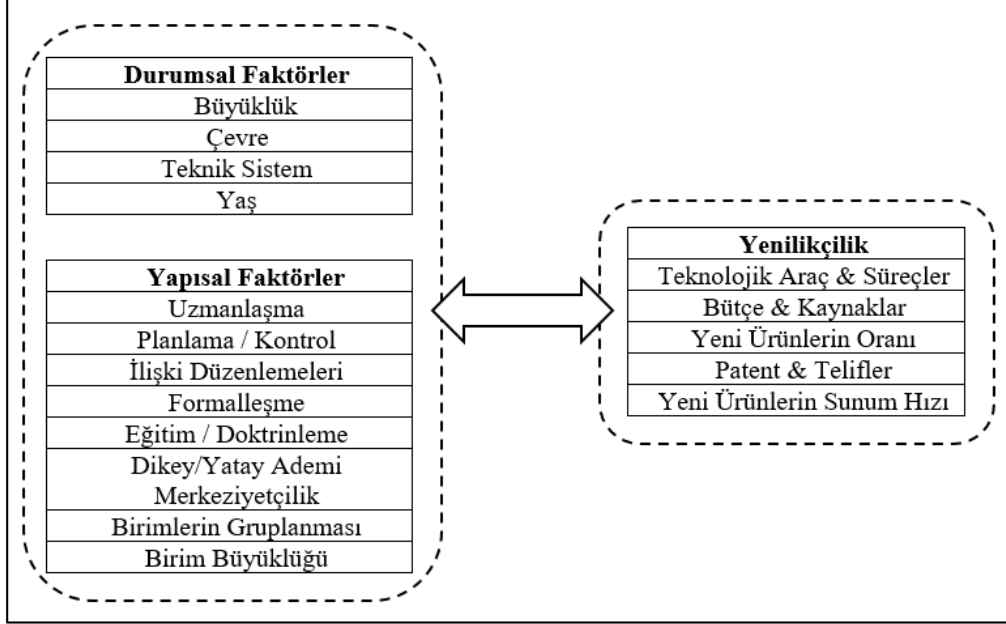 Durumsal Faktörler
Büyüklük
Çevre
Teknik Sistem
Yaş
Yapısal Faktörler
Uzmanlaşma
Planlama / Kontrol
İlişki Düzenlemeleri
Formalleşme
Eğitim / Doktrinleme
Dikey/Yatay Ademi
Merkeziyetçilik
Birimlerin Gruplanması
Birim Büyüklüğü
Yenilikçilik
Teknolojik Araç & Süreçler
Bütçe & Kaynaklar
Yeni Ürünlerin Oranı
Patent & Telifler
Yeni Ürünlerin Sunum Hızı